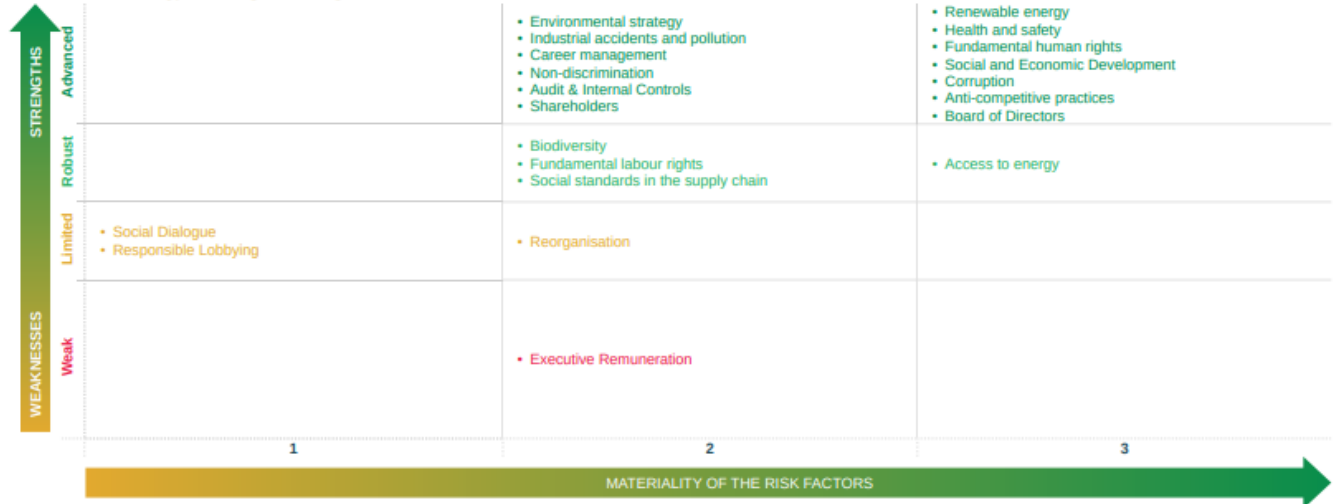 STRENGTHS
Advanced
• Environmental strategy
• Industrial accidents and pollution
• Career management
• Non-discrimination
• Audit & Internal Controls
• Shareholders
• Renewable energy
• Health and safety
• Fundamental human rights
• Social and Economic Development
• Corruption
• Anti-competitive practices
• Board of Directors
Robust
• Biodiversity
• Fundamental labour rights
• Social standards in the supply chain
• Access to energy
Limited
• Social Dialogue
• Responsible Lobbying
• Reorganisation
WEAKNESSES
Weak
• Executive Remuneration
1
2
3
MATERIALITY OF THE RISK FACTORS